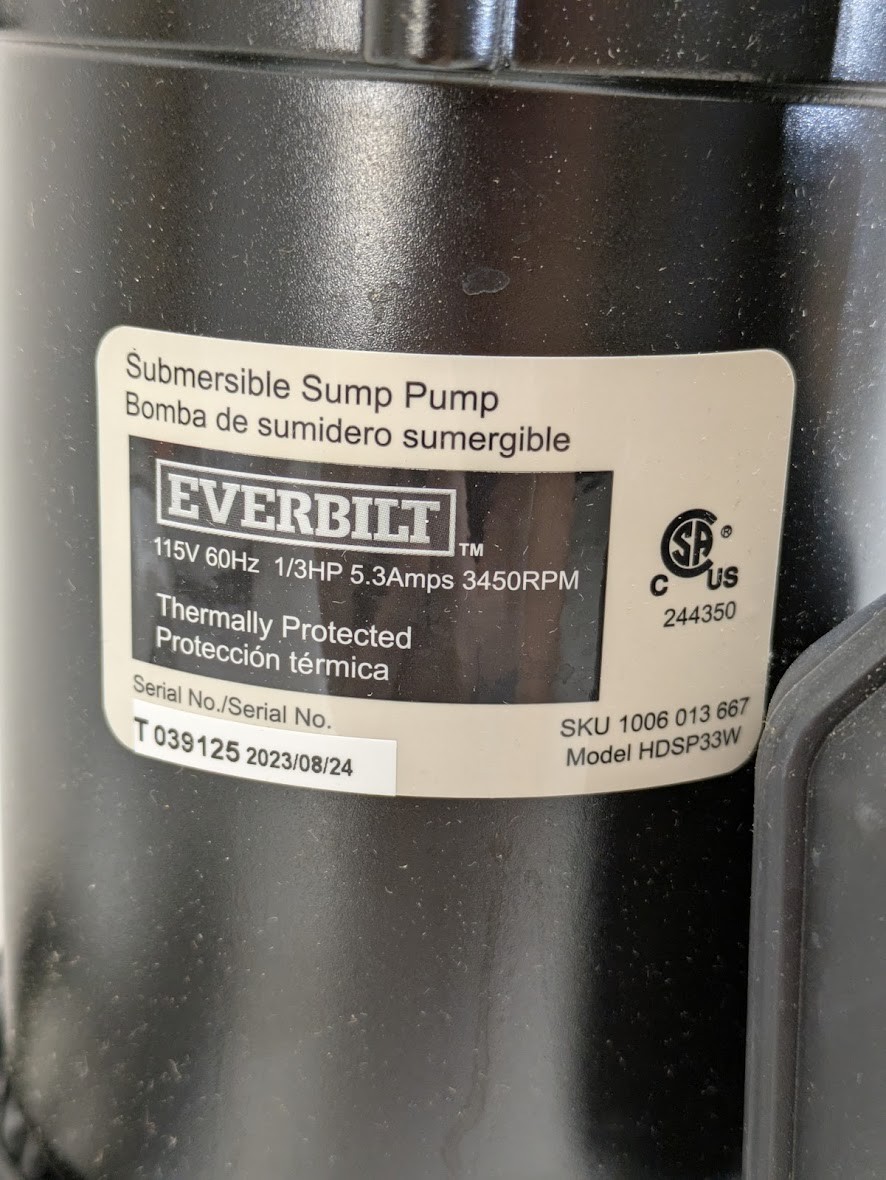 Submersible Sump Pump
Bomba de sumidero sumergible
EVERBILT TM
115V 60Hz 1/3HP 5.3Amps 3450RPM
Thermally Protected
Protección térmica
CSA ®
C US
244350
Serial No./Serial No.
T 039125 2023/08/24
SKU 1006 013 667
Model HDSP33W